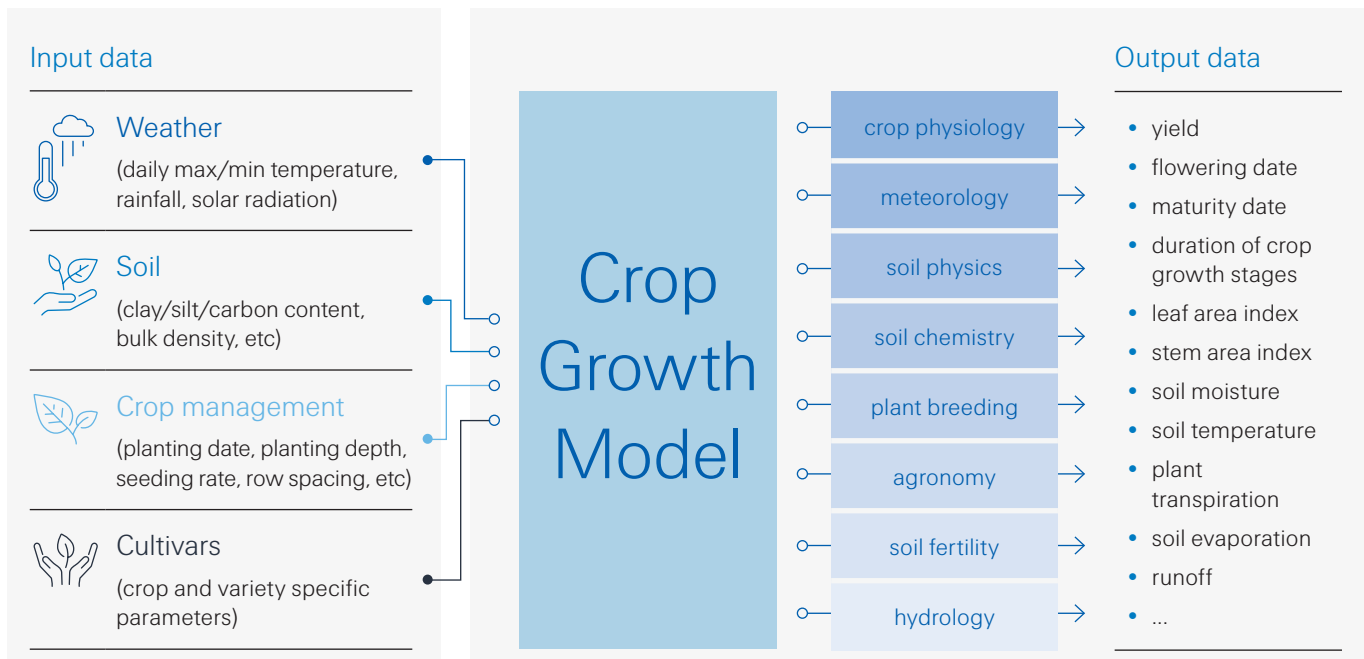 Input data
Weather
(daily max/min temperature,
rainfall, solar radiation)
Soil
(clay/silt/carbon content,
bulk density, etc)
Crop management
(planting date, planting depth,
seeding rate, row spacing, etc)
Cultivars
(crop and variety specific
parameters)
Crop
Growth
Model
crop physiology
meteorology
soil physics
soil chemistry
plant breeding
agronomy
soil fertility
hydrology
Output data
• yield
• flowering date
• maturity date
• duration of crop
growth stages
• leaf area index
• stem area index
• soil moisture
• soil temperature
• plant
transpiration
• soil evaporation
• runoff
• ...